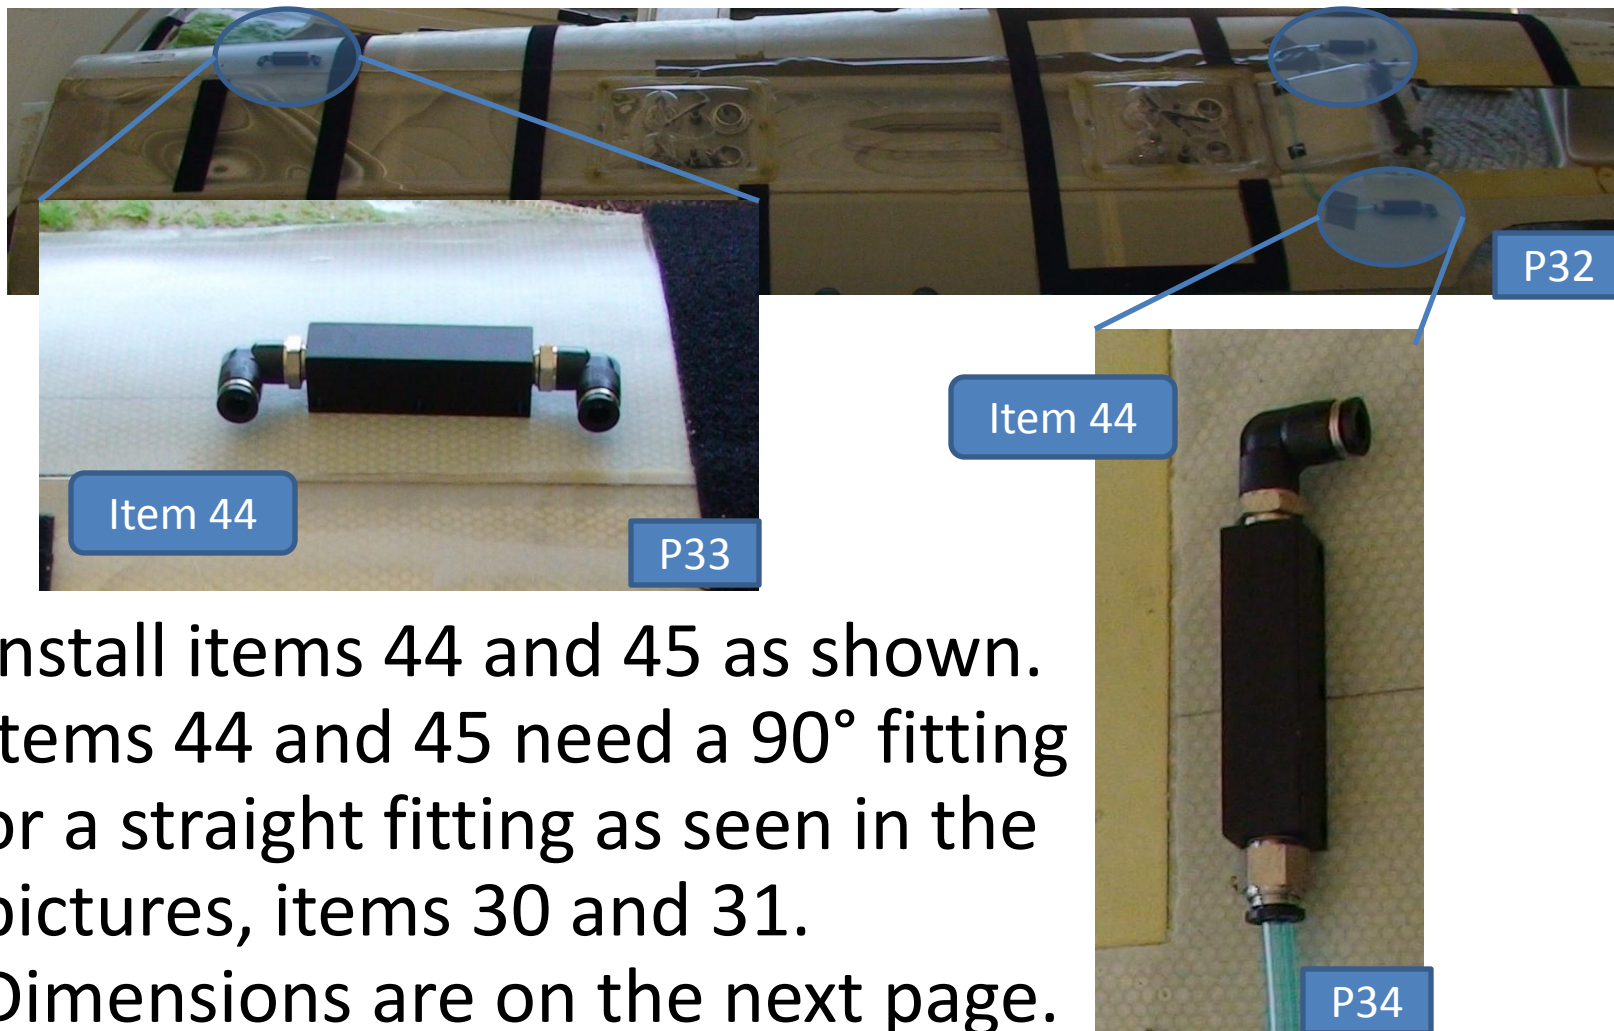 P32
Item 44
Item 44
P33
nstall items 44 and 45 as shown.
tems 44 and 45 need a 90° fitting
or a straight fitting as seen in the
pictures, items 30 and 31.
Dimensions are on the next page.
P34